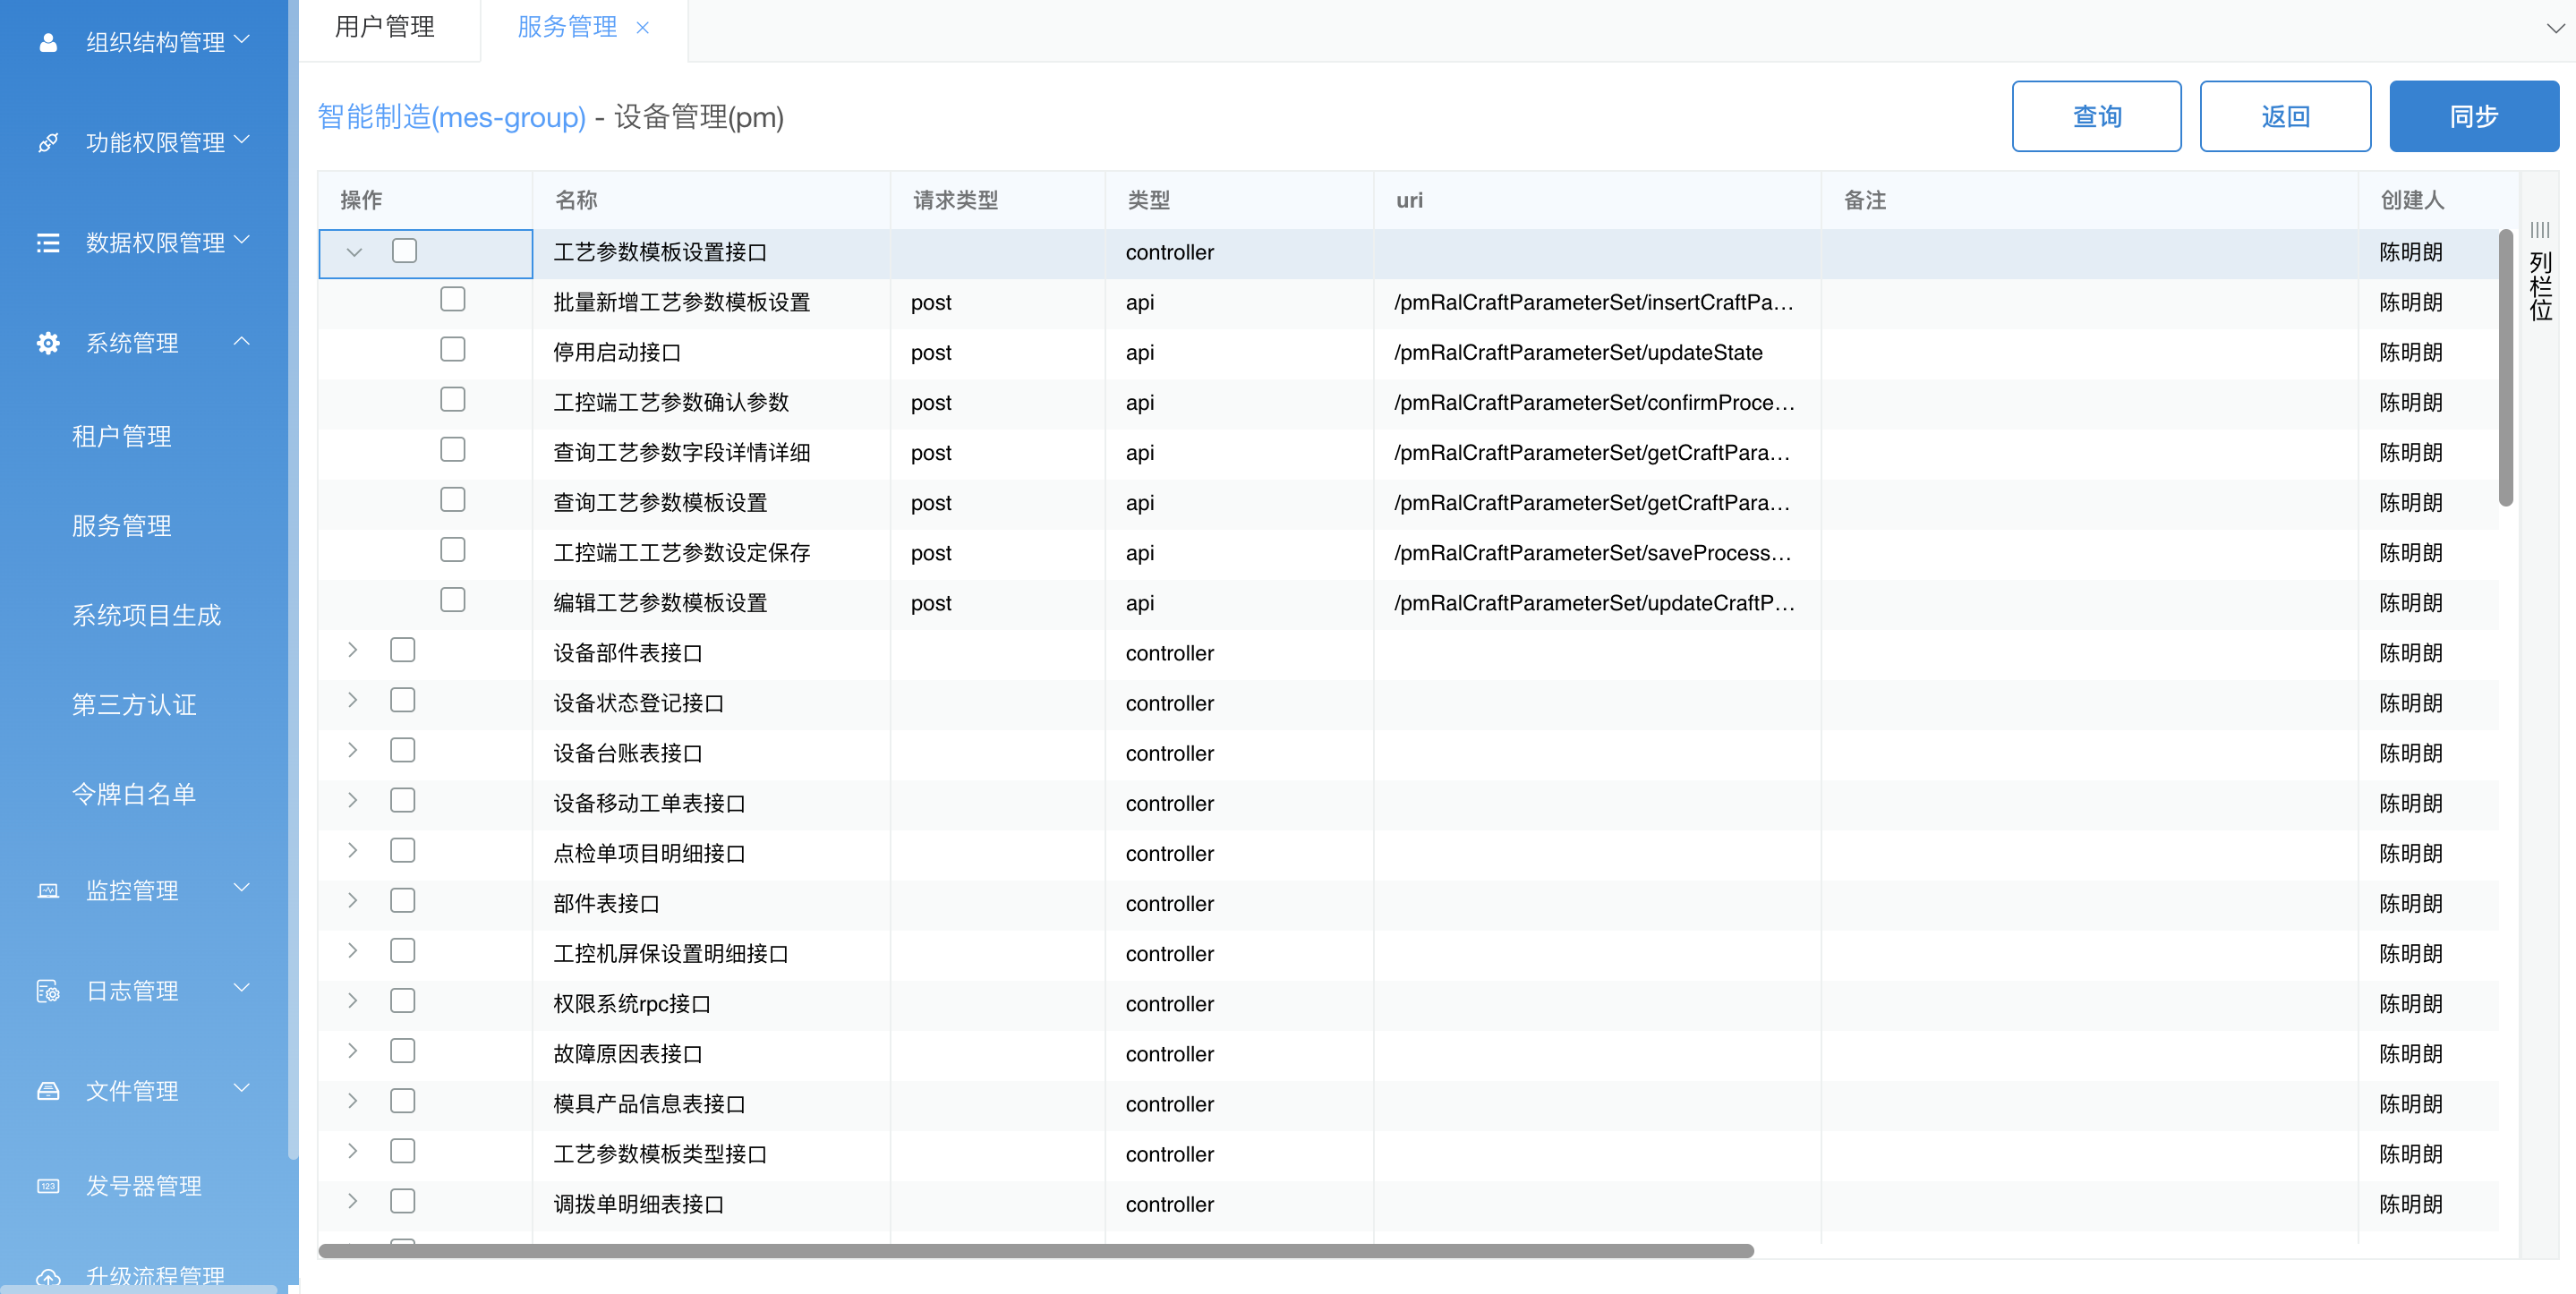 组织结构管理
功能权限管理
数据权限管理
系统管理
租户管理
服务管理
系统项目生成
第三方认证
令牌白名单
监控管理
日志管理
文件管理
123 发号器管理
升级流程管理
用户管理 服务管理
智能制造(mes-group) - 设备管理(pm)
查询 返回 同步
操作 名称 请求类型 类型 uri 备注 创建人
工艺参数模板设置接口 controller 陈明朗
批量新增工艺参数模板设置 post api /pmRalCraftParameterSet/insertCraftPa... 陈明朗
停用启动接口 post api /pmRalCraftParameterSet/updateState 陈明朗
工控端工艺参数确认参数 post api /pmRalCraftParameterSet/confirmProce... 陈明朗
查询工艺参数字段详情详细 post api /pmRalCraftParameterSet/getCraftPara... 陈明朗
查询工艺参数模板设置 post api /pmRalCraftParameterSet/getCraftPara... 陈明朗
工控端工工艺参数设定保存 post api /pmRalCraftParameterSet/saveProcess... 陈明朗
编辑工艺参数模板设置 post api /pmRalCraftParameterSet/updateCraftP... 陈明朗
设备部件表接口 controller 陈明朗
设备状态登记接口 controller 陈明朗
设备台账表接口 controller 陈明朗
设备移动工单表接口 controller 陈明朗
点检单项目明细接口 controller 陈明朗
部件表接口 controller 陈明朗
工控机屏保设置明细接口 controller 陈明朗
权限系统rpc接口 controller 陈明朗
故障原因表接口 controller 陈明朗
模具产品信息表接口 controller 陈明朗
工艺参数模板类型接口 controller 陈明朗
调拨单明细表接口 controller 陈明朗
列栏位